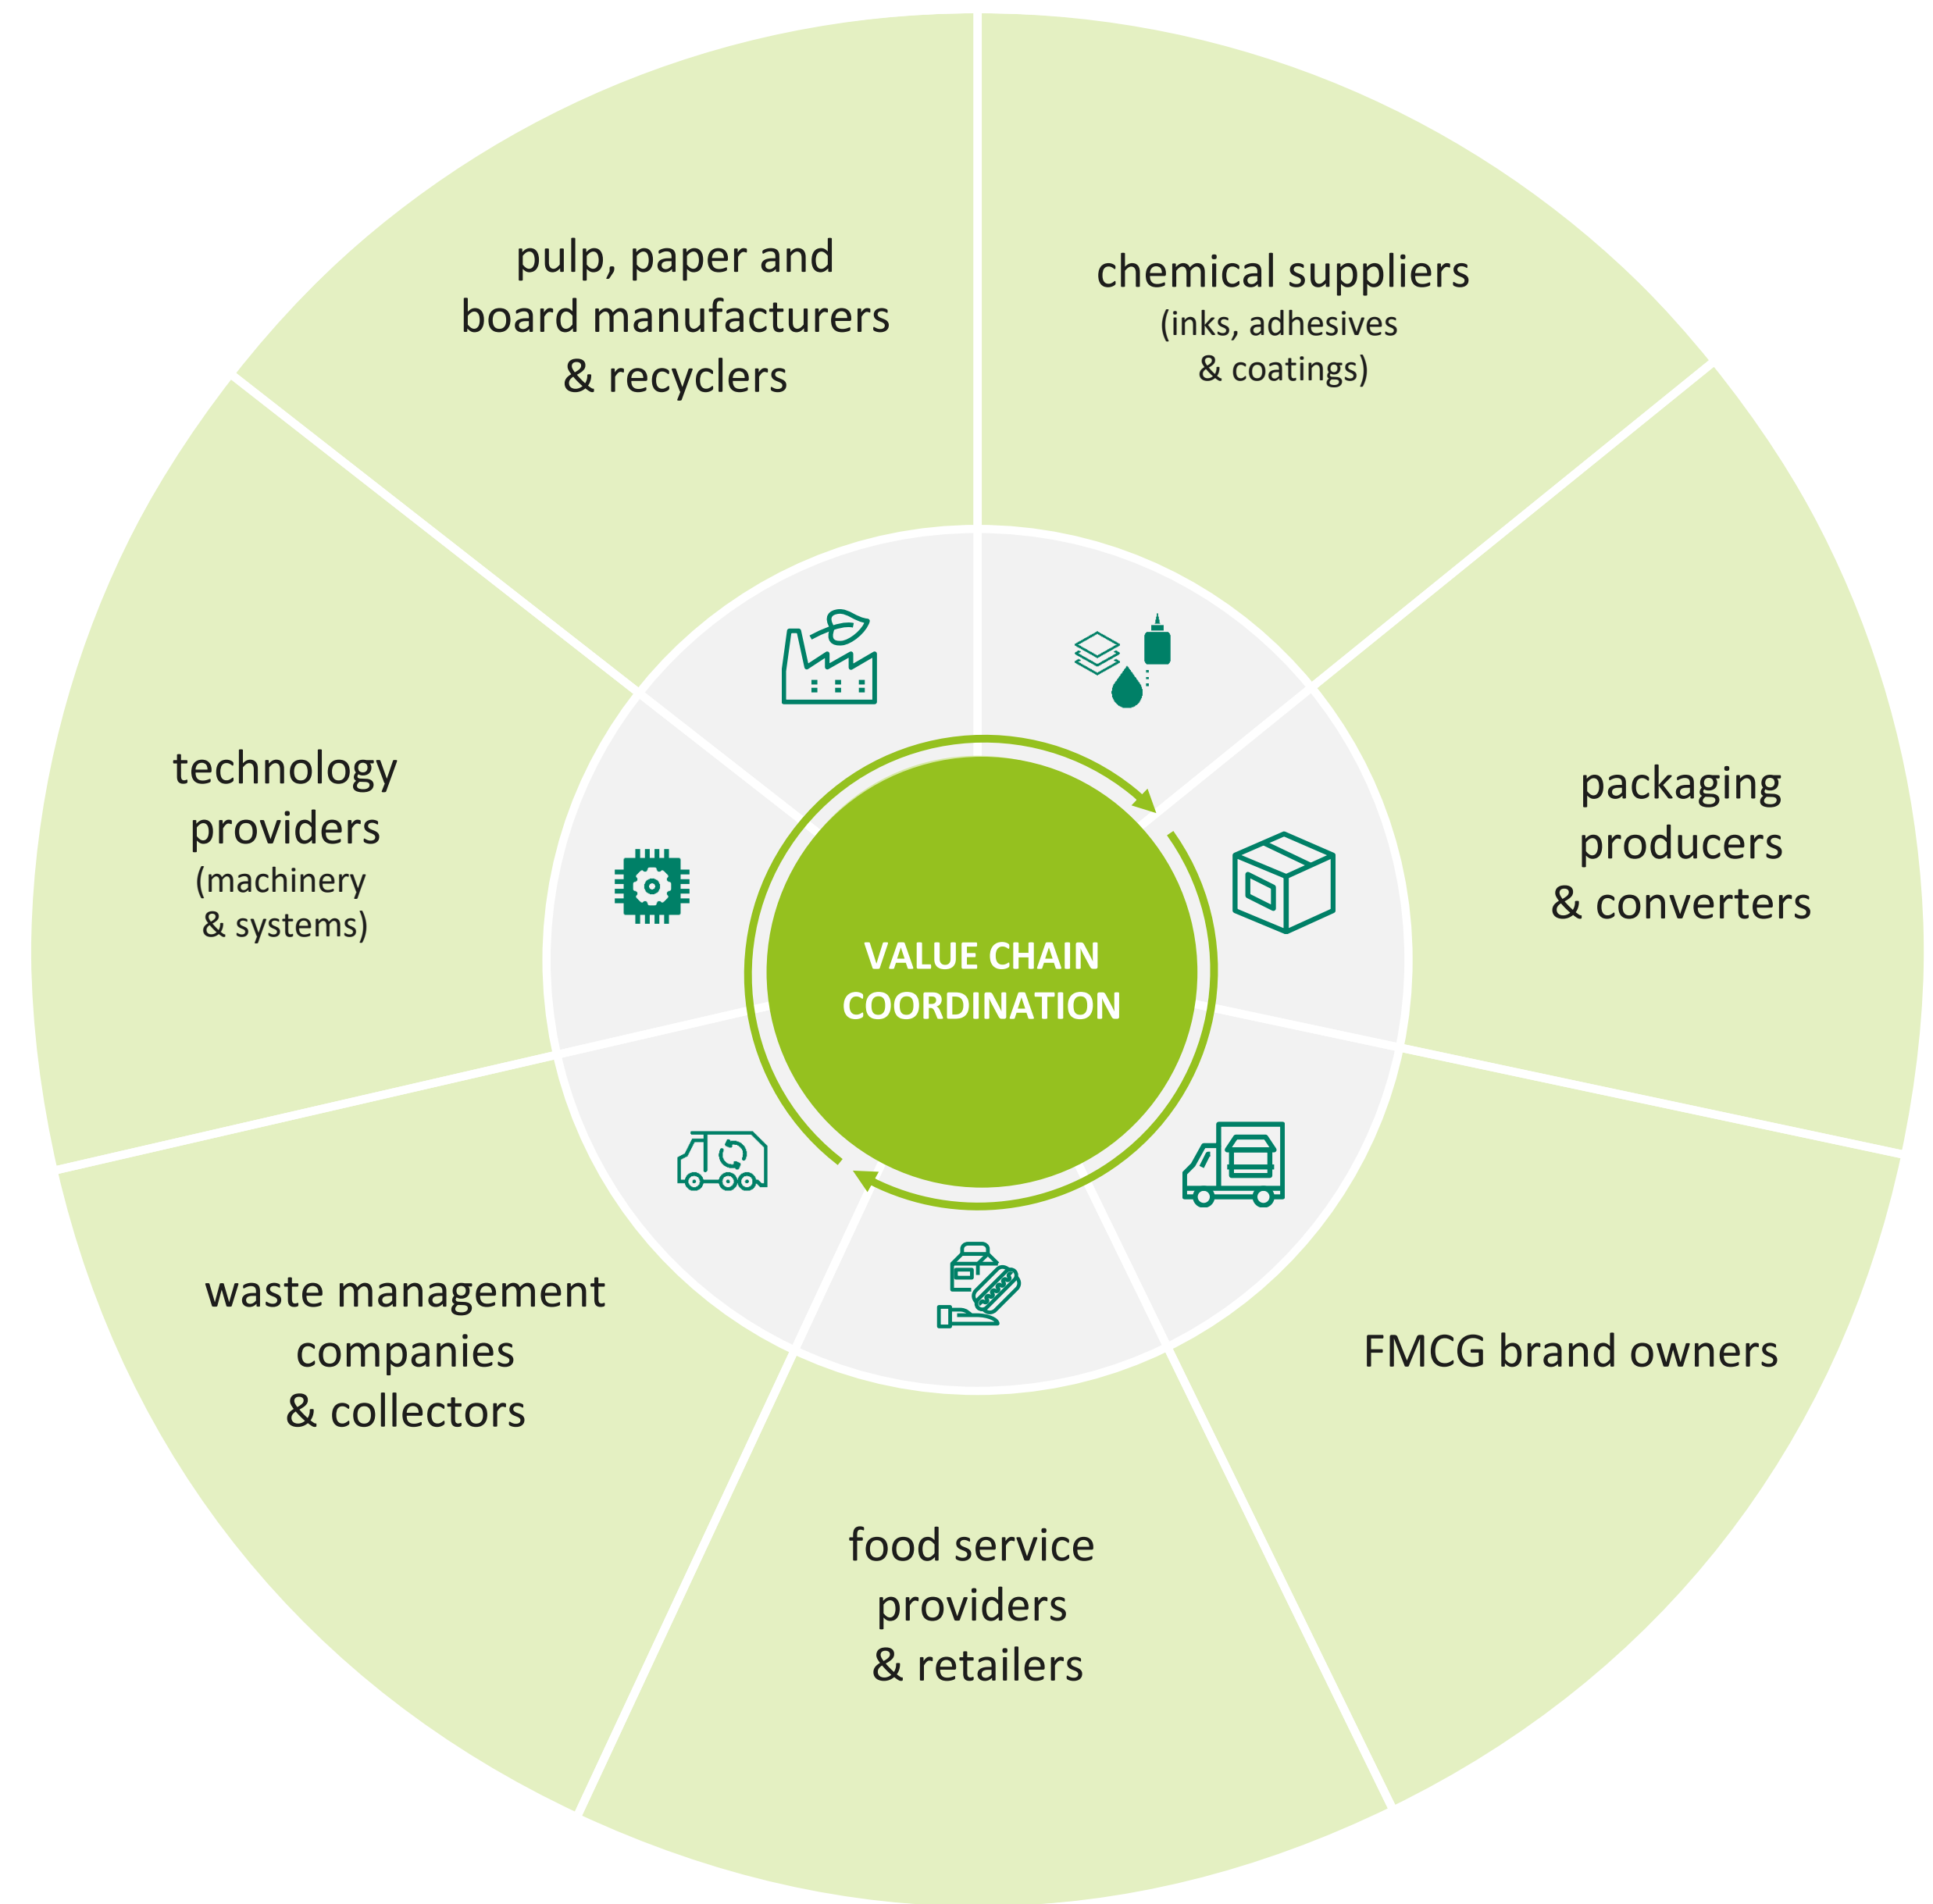 pulp, paper and
board manufacturers
& recyclers
chemical suppliers
(inks, adhesives
& coatings)
packaging
producers
& converters
FMCG brand owners
food service
providers
& retailers
waste management
companies
& collectors
technology
providers
(machinery
& systems)
VALUE CHAIN
COORDINATION